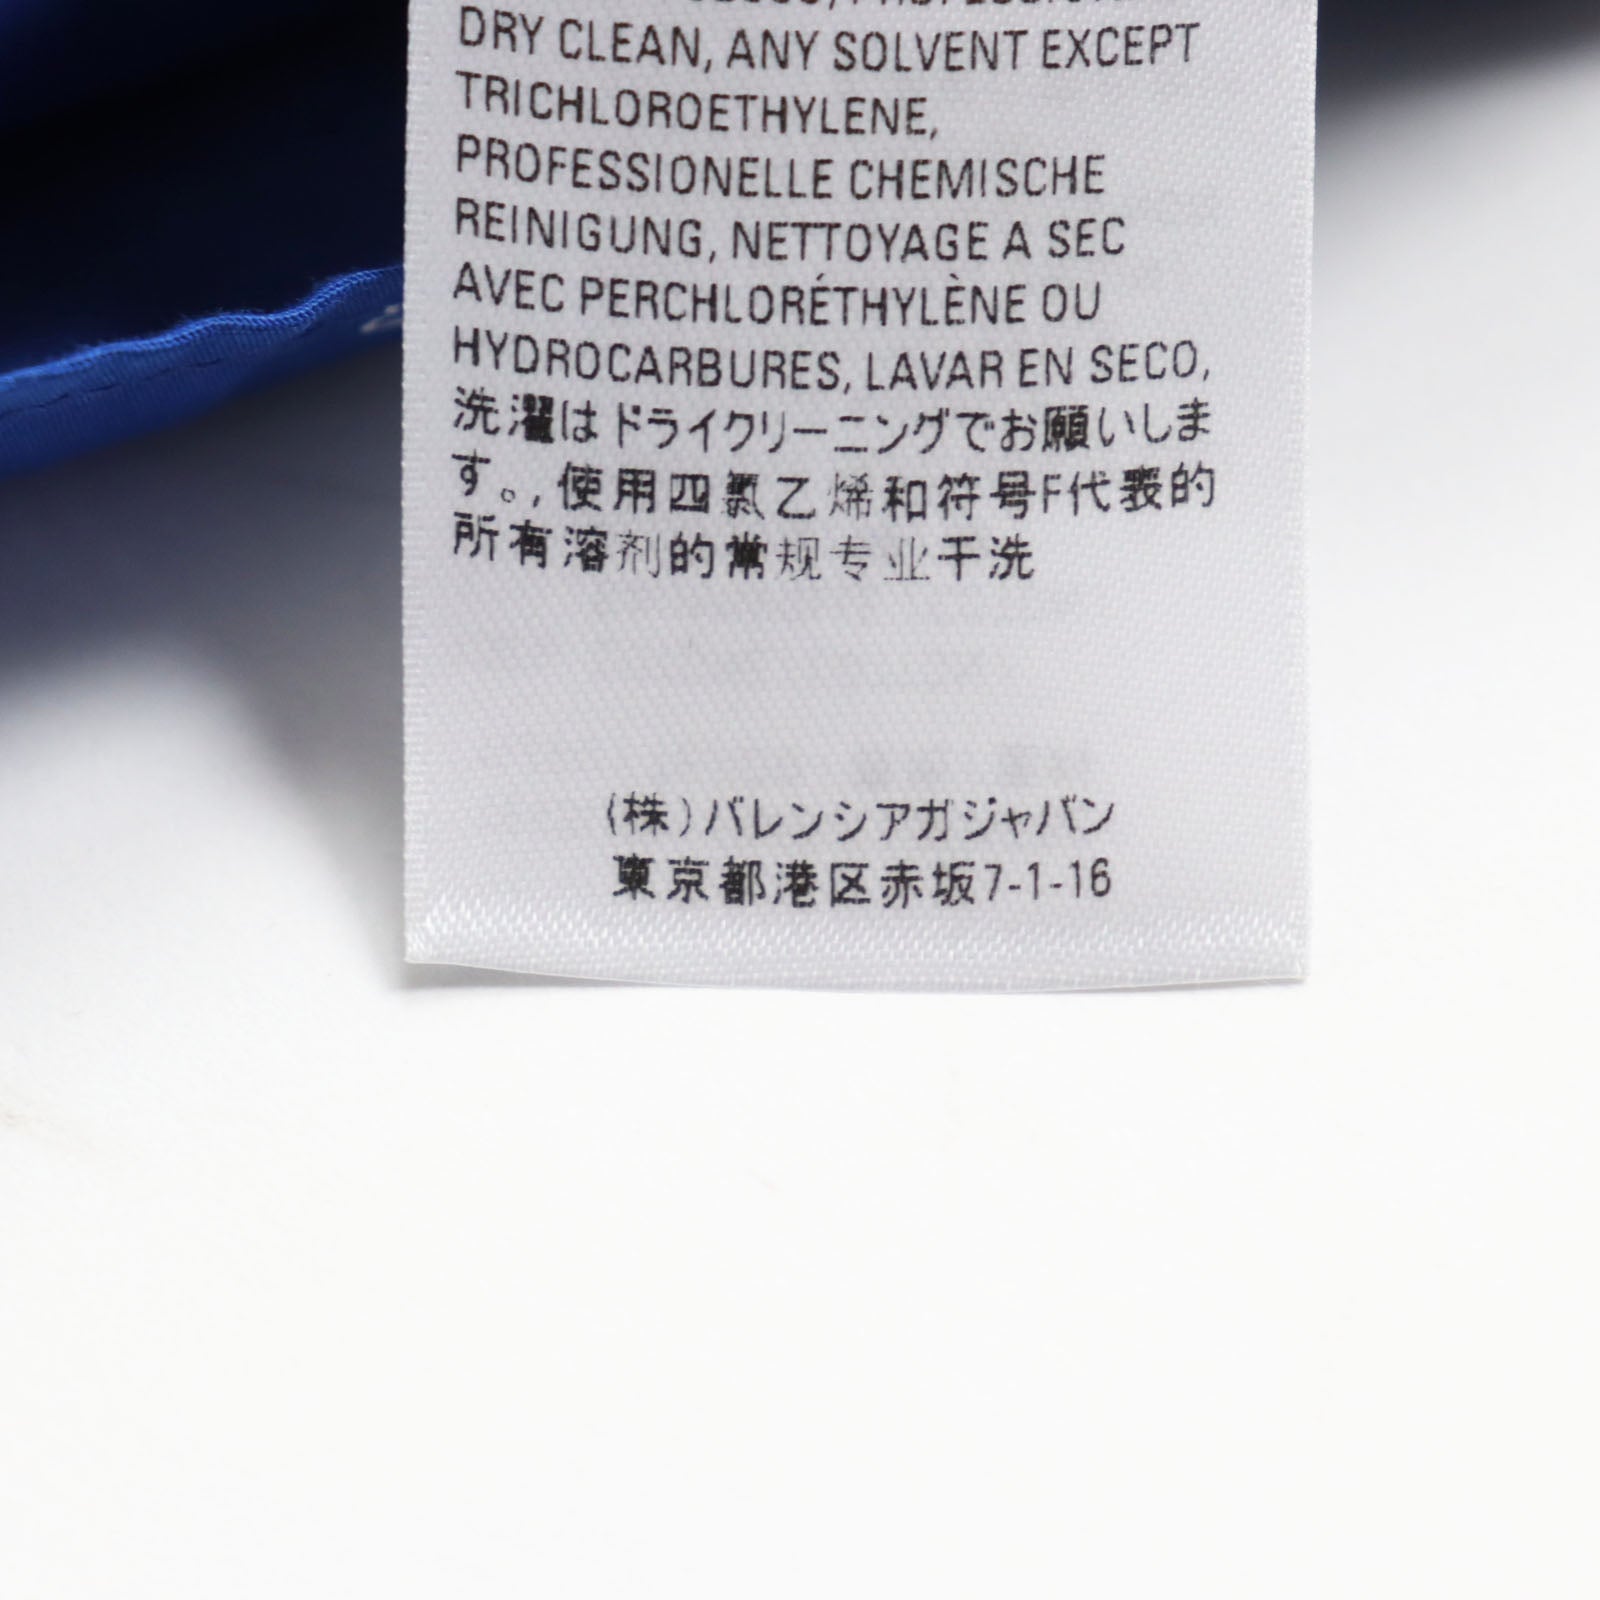 DRY CLEAN, ANY SOLVENT EXCEPT
TRICHLOROETHYLENE,
PROFESSIONELLE CHEMISCHE
REINIGUNG, NETTOYAGE A SEC
AVEC PERCHLORÉTHYLÈNE OU
HYDROCARBURES, LAVAR EN SECO,
洗濯はドライクリーニングでお願いしま
す。,使用四氯乙烯和符号F代表的
所有溶剂的常规专业干洗
(株)バレンシアガジャパン
東京都港区赤坂7-1-16